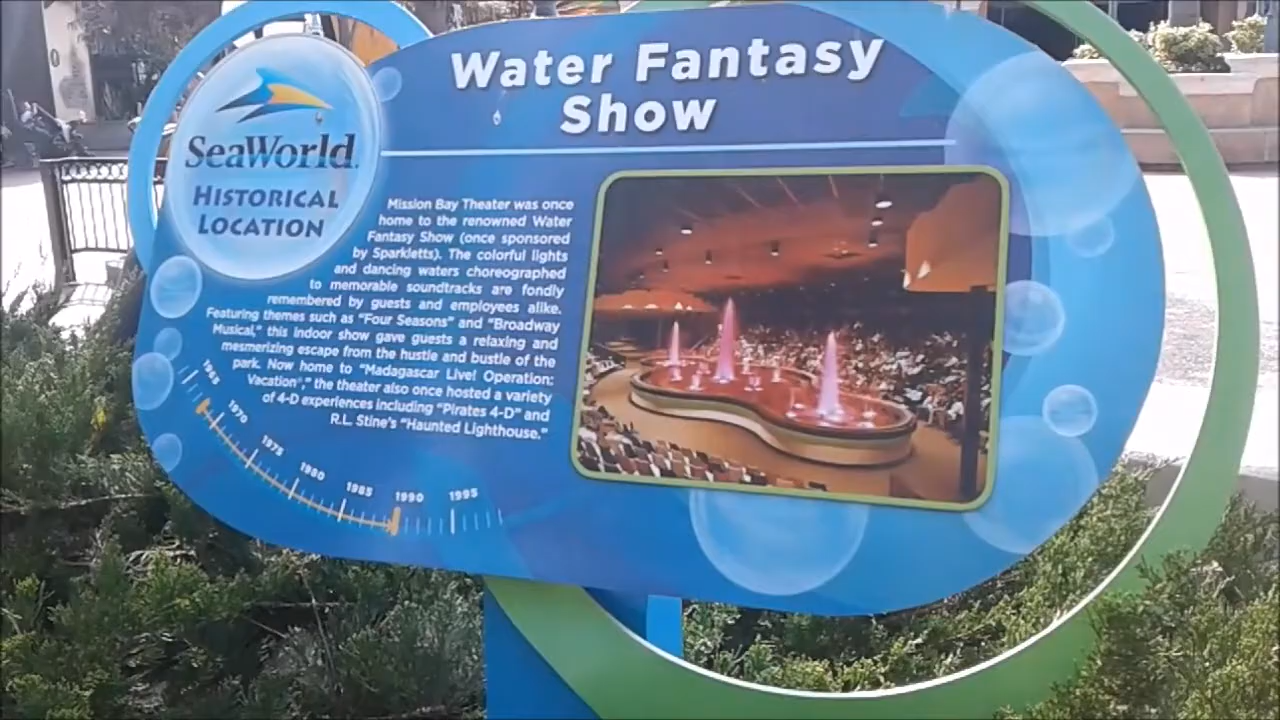 Water Fantasy
Show
SeaWorld.
HISTORICAL
LOCATION
Mission Bay Theater was once
home to the renowned Water
Fantasy Show (once sponsored
by Sparkletts). The colorful lights
and dancing waters choreographed
to memorable soundtracks are fondly
remembered by guests and employees alike.
Featuring themes such as "Four Seasons" and "Broadway
Musical," this indoor show gave guests a relaxing and
mesmerizing escape from the hustle and bustle of the
park. Now home to "Madagascar Live! Operation:
Vacation®," the theater also once hosted a variety
of 4-D experiences including "Pirates 4-D" and
R.L. Stine's "Haunted Lighthouse."
1965
1970
1975
1980
1985
1990
1995